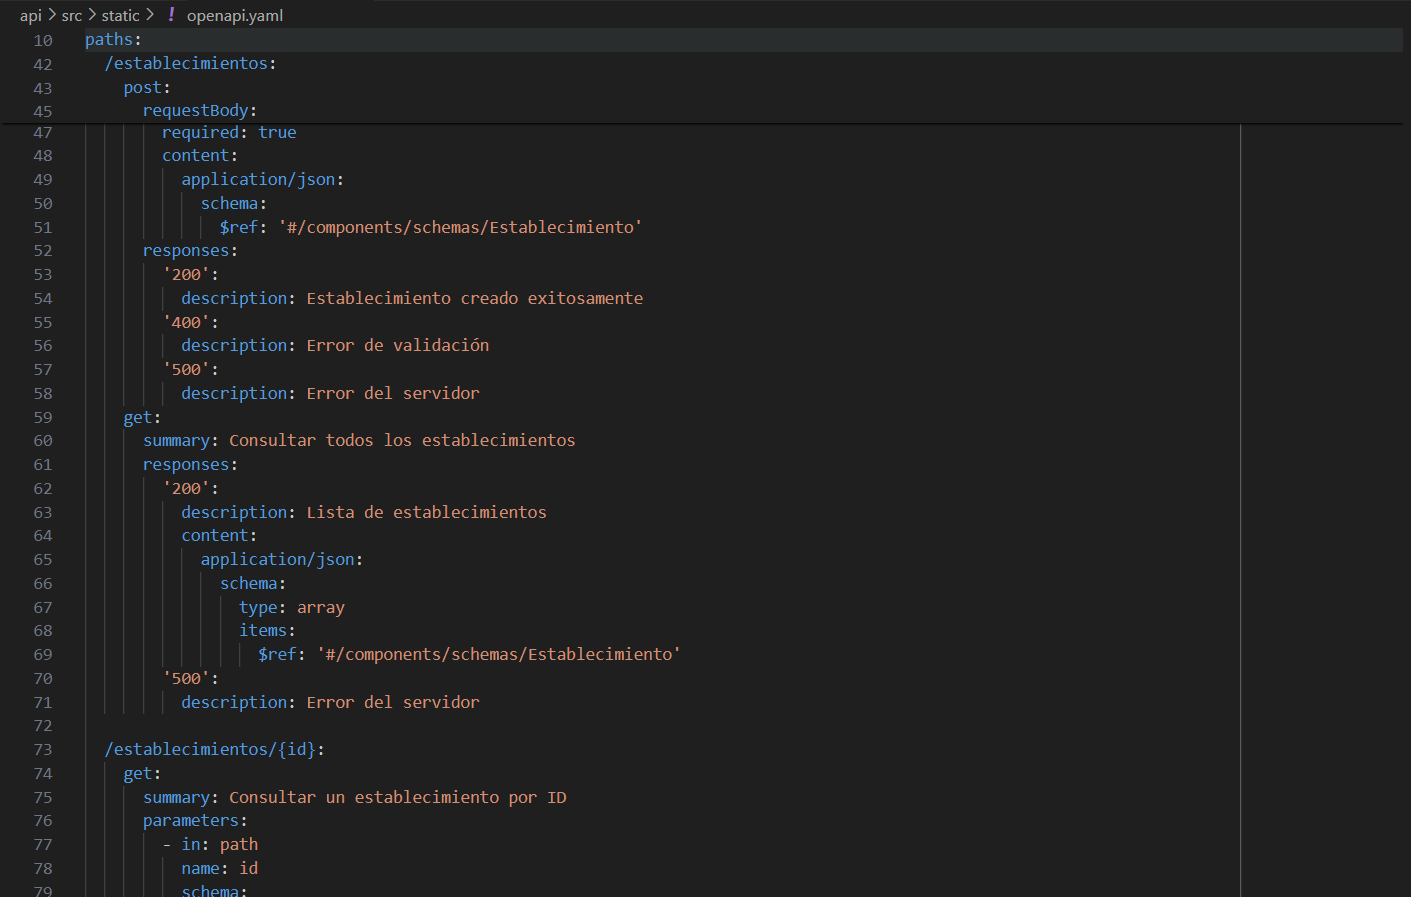 api > src > static > ! openapi.yaml
10 paths:
42 /establecimientos:
43 post:
45 requestBody:
47 required: true
48 content:
49 application/json:
50 schema:
51 $ref: '#/components/schemas/Establecimiento'
52 responses:
53 '200':
54 description: Establecimiento creado exitosamente
55 '400':
56 description: Error de validación
57 '500':
58 description: Error del servidor
59 get:
60 summary: Consultar todos los establecimientos
61 responses:
62 '200':
63 description: Lista de establecimientos
64 content:
65 application/json:
66 schema:
67 type: array
68 items:
69 $ref: '#/components/schemas/Establecimiento'
70 '500':
71 description: Error del servidor
72
73 /establecimientos/{id}:
74 get:
75 summary: Consultar un establecimiento por ID
76 parameters:
77 - in: path
78 name: id
79 schema: